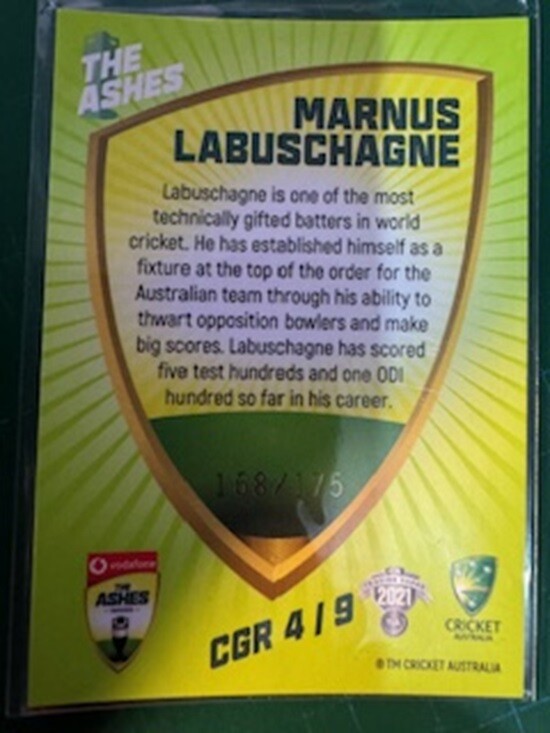 THE
ASHES
MARNUS
LABUSCHAGNE
Labuschagne is one of the most
technically gifted batters in world
cricket. He has established himself as a
fixture at the top of the order for the
Australian team through his ability to
thwart opposition bowlers and make
big scores. Labuschagne has scored
five test hundreds and one ODI
hundred so far in his career.
168/175
vodafone
THE
ASHES
CGR 4/9
2021
CRICKET
AUSTRALIA
® TM CRICKET AUSTRALIA